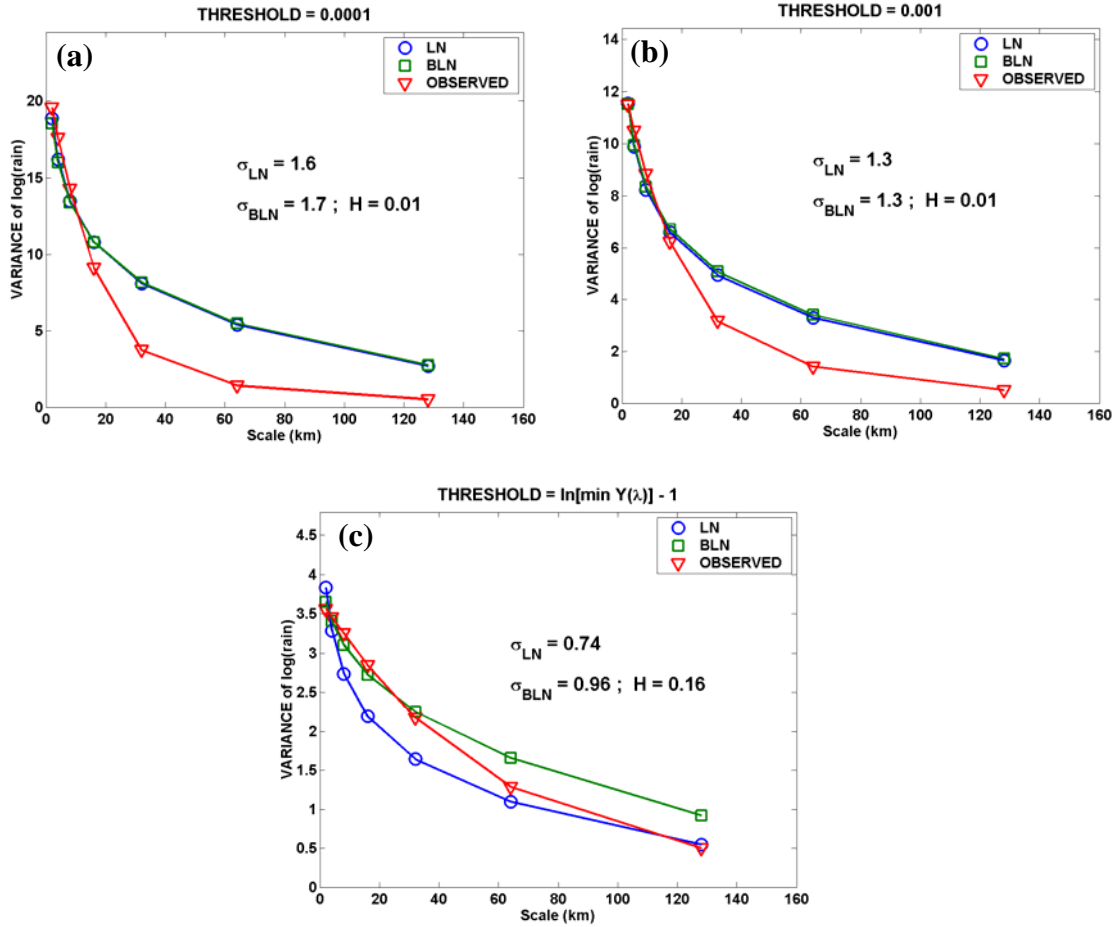 THRESHOLD = 0.0001
(a)
LN
BLN
OBSERVED
σLN = 1.6
σBLN = 1.7 ; H = 0.01
VARIANCE of log(rain)
20
15
10
5
0
0 20 40 60 80 100 120 140 160
Scale (km)
THRESHOLD = 0.001
(b)
LN
BLN
OBSERVED
σLN = 1.3
σBLN = 1.3 ; H = 0.01
VARIANCE of log(rain)
14
12
10
8
6
4
2
0
0 20 40 60 80 100 120 140 160
Scale (km)
THRESHOLD = ln[min Y(λ)] - 1
(c)
LN
BLN
OBSERVED
σLN = 0.74
σBLN = 0.96 ; H = 0.16
VARIANCE of log(rain)
4.5
4
3.5
3
2.5
2
1.5
1
0.5
0
0 20 40 60 80 100 120 140 160
Scale (km)